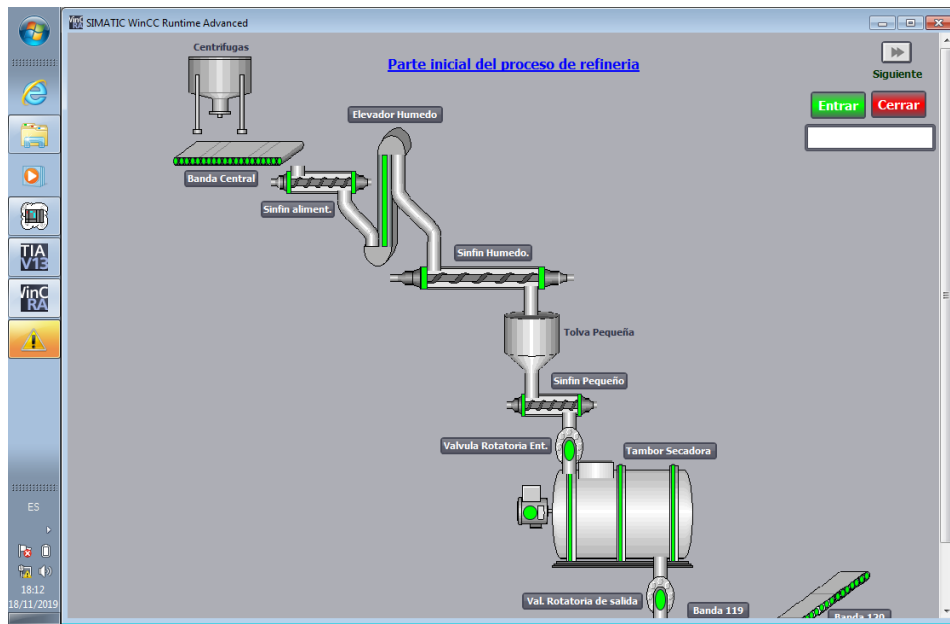 SIMATIC WinCC Runtime Advanced
Centrifugas
Parte inicial del proceso de refineria
Siguiente
Entrar
Cerrar
Elevador Humedo
Banda Central
Sinfin aliment.
Sinfin Humedo.
Tolva Pequeña
Sinfin Pequeño
Valvula Rotatoria Ent.
Tambor Secadora
Val. Rotatoria de salida
Banda 119
Banda 120
TIA
V13
WinC
RA
ES
18:12
18/11/2019